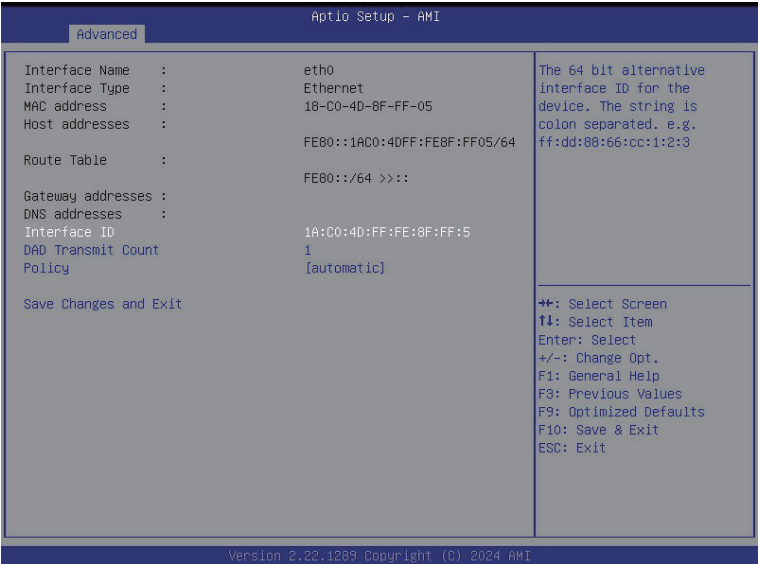 Aptio Setup – AMI
Advanced
Interface Name : eth0
Interface Type : Ethernet
MAC address : 18-C0-4D-8F-FF-05
Host addresses :
FE80::1AC0:4DFF:FE8F:FF05/64
Route Table :
FE80::/64 >>::
Gateway addresses :
DNS addresses :
Interface ID 1A:C0:4D:FF:FE:8F:FF:5
DAD Transmit Count 1
Policy [automatic]
Save Changes and Exit
The 64 bit alternative
interface ID for the
device. The string is
colon separated. e.g.
ff:dd:88:66:cc:1:2:3
→←: Select Screen
↑↓: Select Item
Enter: Select
+/-: Change Opt.
F1: General Help
F3: Previous Values
F9: Optimized Defaults
F10: Save & Exit
ESC: Exit
Version 2.22.1289 Copyright (C) 2024 AMI